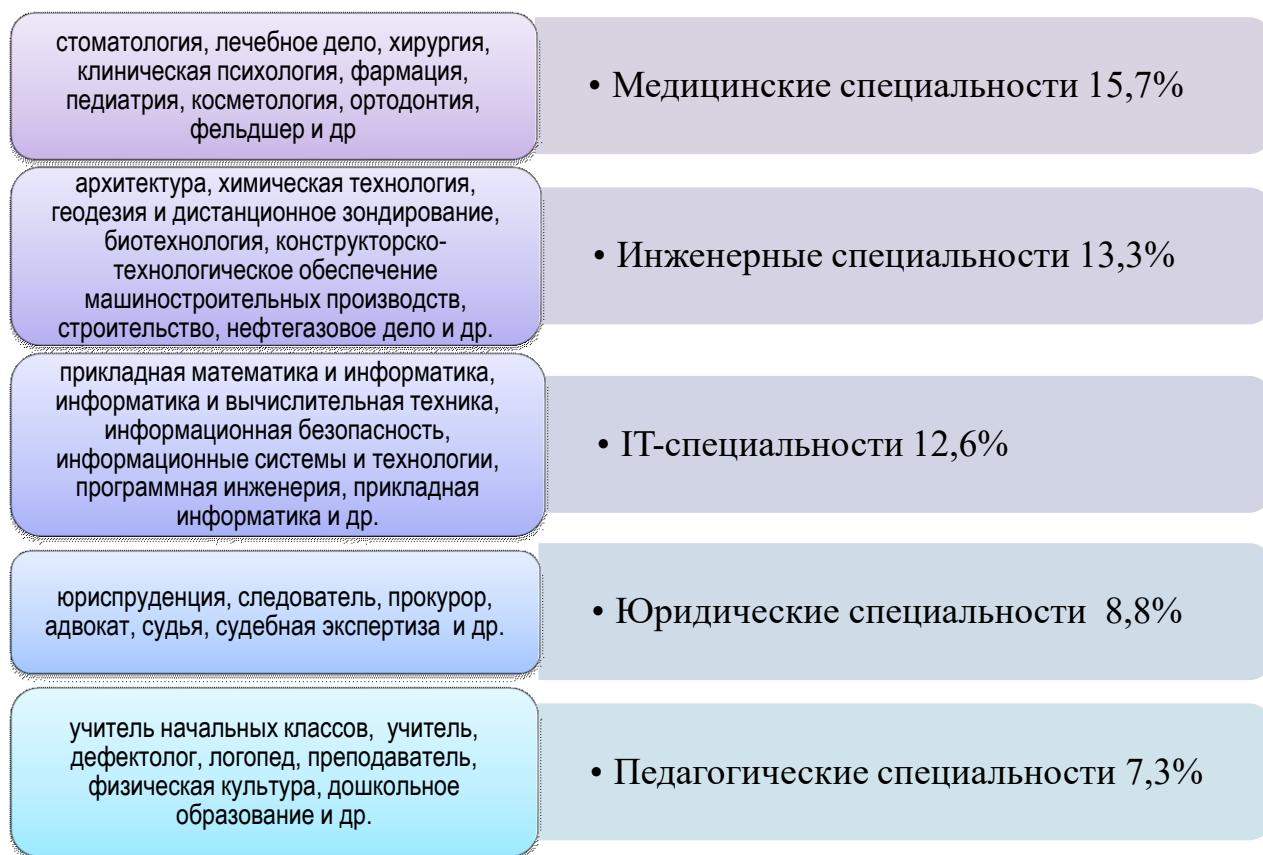 стоматология, лечебное дело, хирургия,
клиническая психология, фармация,
педиатрия, косметология, ортодонтия,
фельдшер и др
• Медицинские специальности 15,7%
архитектура, химическая технология,
геодезия и дистанционное зондирование,
биотехнология, конструкторско-
технологическое обеспечение
машиностроительных производств,
строительство, нефтегазовое дело и др.
• Инженерные специальности 13,3%
прикладная математика и информатика,
информатика и вычислительная техника,
информационная безопасность,
информационные системы и технологии,
программная инженерия, прикладная
информатика и др.
• IT-специальности 12,6%
юриспруденция, следователь, прокурор,
адвокат, судья, судебная экспертиза и др.
• Юридические специальности 8,8%
учитель начальных классов, учитель,
дефектолог, логопед, преподаватель,
физическая культура, дошкольное
образование и др.
• Педагогические специальности 7,3%